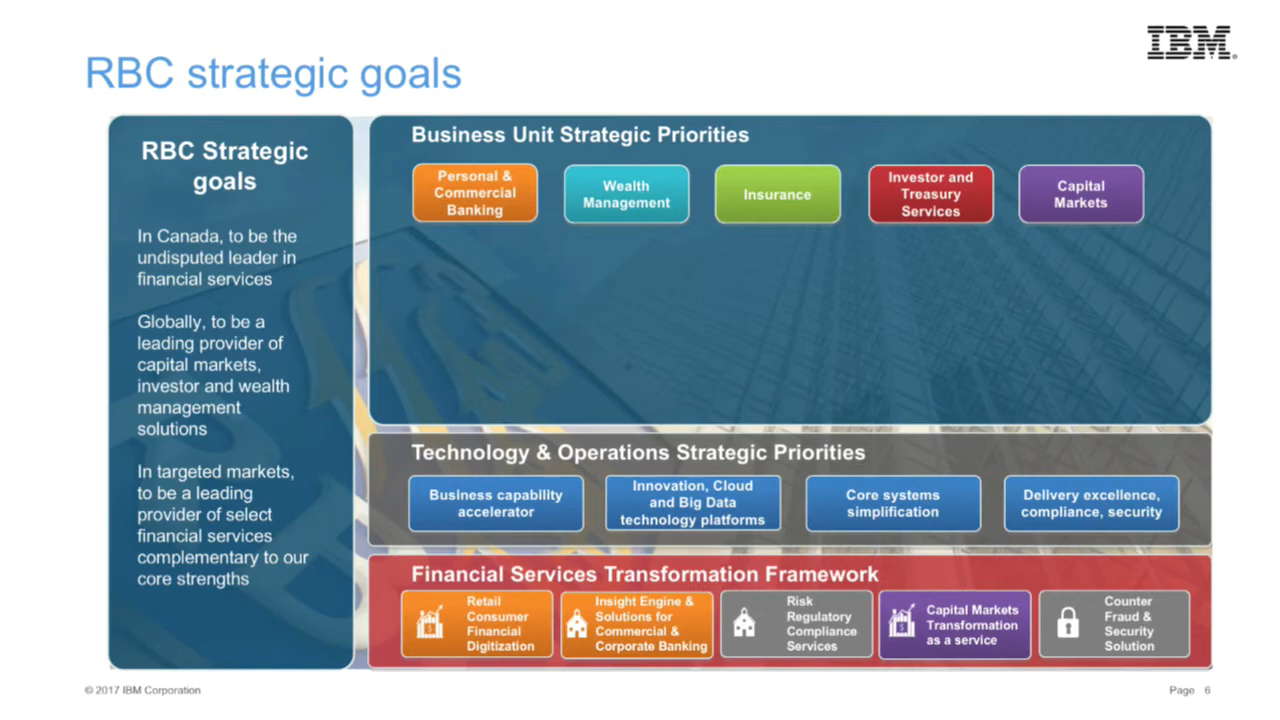 IBM
RBC strategic goals
RBC Strategic
goals
In Canada, to be the
undisputed leader in
financial services
Globally, to be a
leading provider of
capital markets,
investor and wealth
management
solutions
In targeted markets,
to be a leading
provider of select
financial services
complementary to our
core strengths
Business Unit Strategic Priorities
Personal &
Commercial
Banking
Wealth
Management
Insurance
Investor and
Treasury
Services
Capital
Markets
Technology & Operations Strategic Priorities
Business capability
accelerator
Innovation, Cloud
and Big Data
technology platforms
Core systems
simplification
Delivery excellence,
compliance, security
Financial Services Transformation Framework
Retail
Consumer
Financial
Digitization
Insight Engine &
Solutions for
Commercial &
Corporate Banking
Risk
Regulatory
Compliance
Services
Capital Markets
Transformation
as a service
Counter
Fraud &
Security
Solution
© 2017 IBM Corporation
Page 6